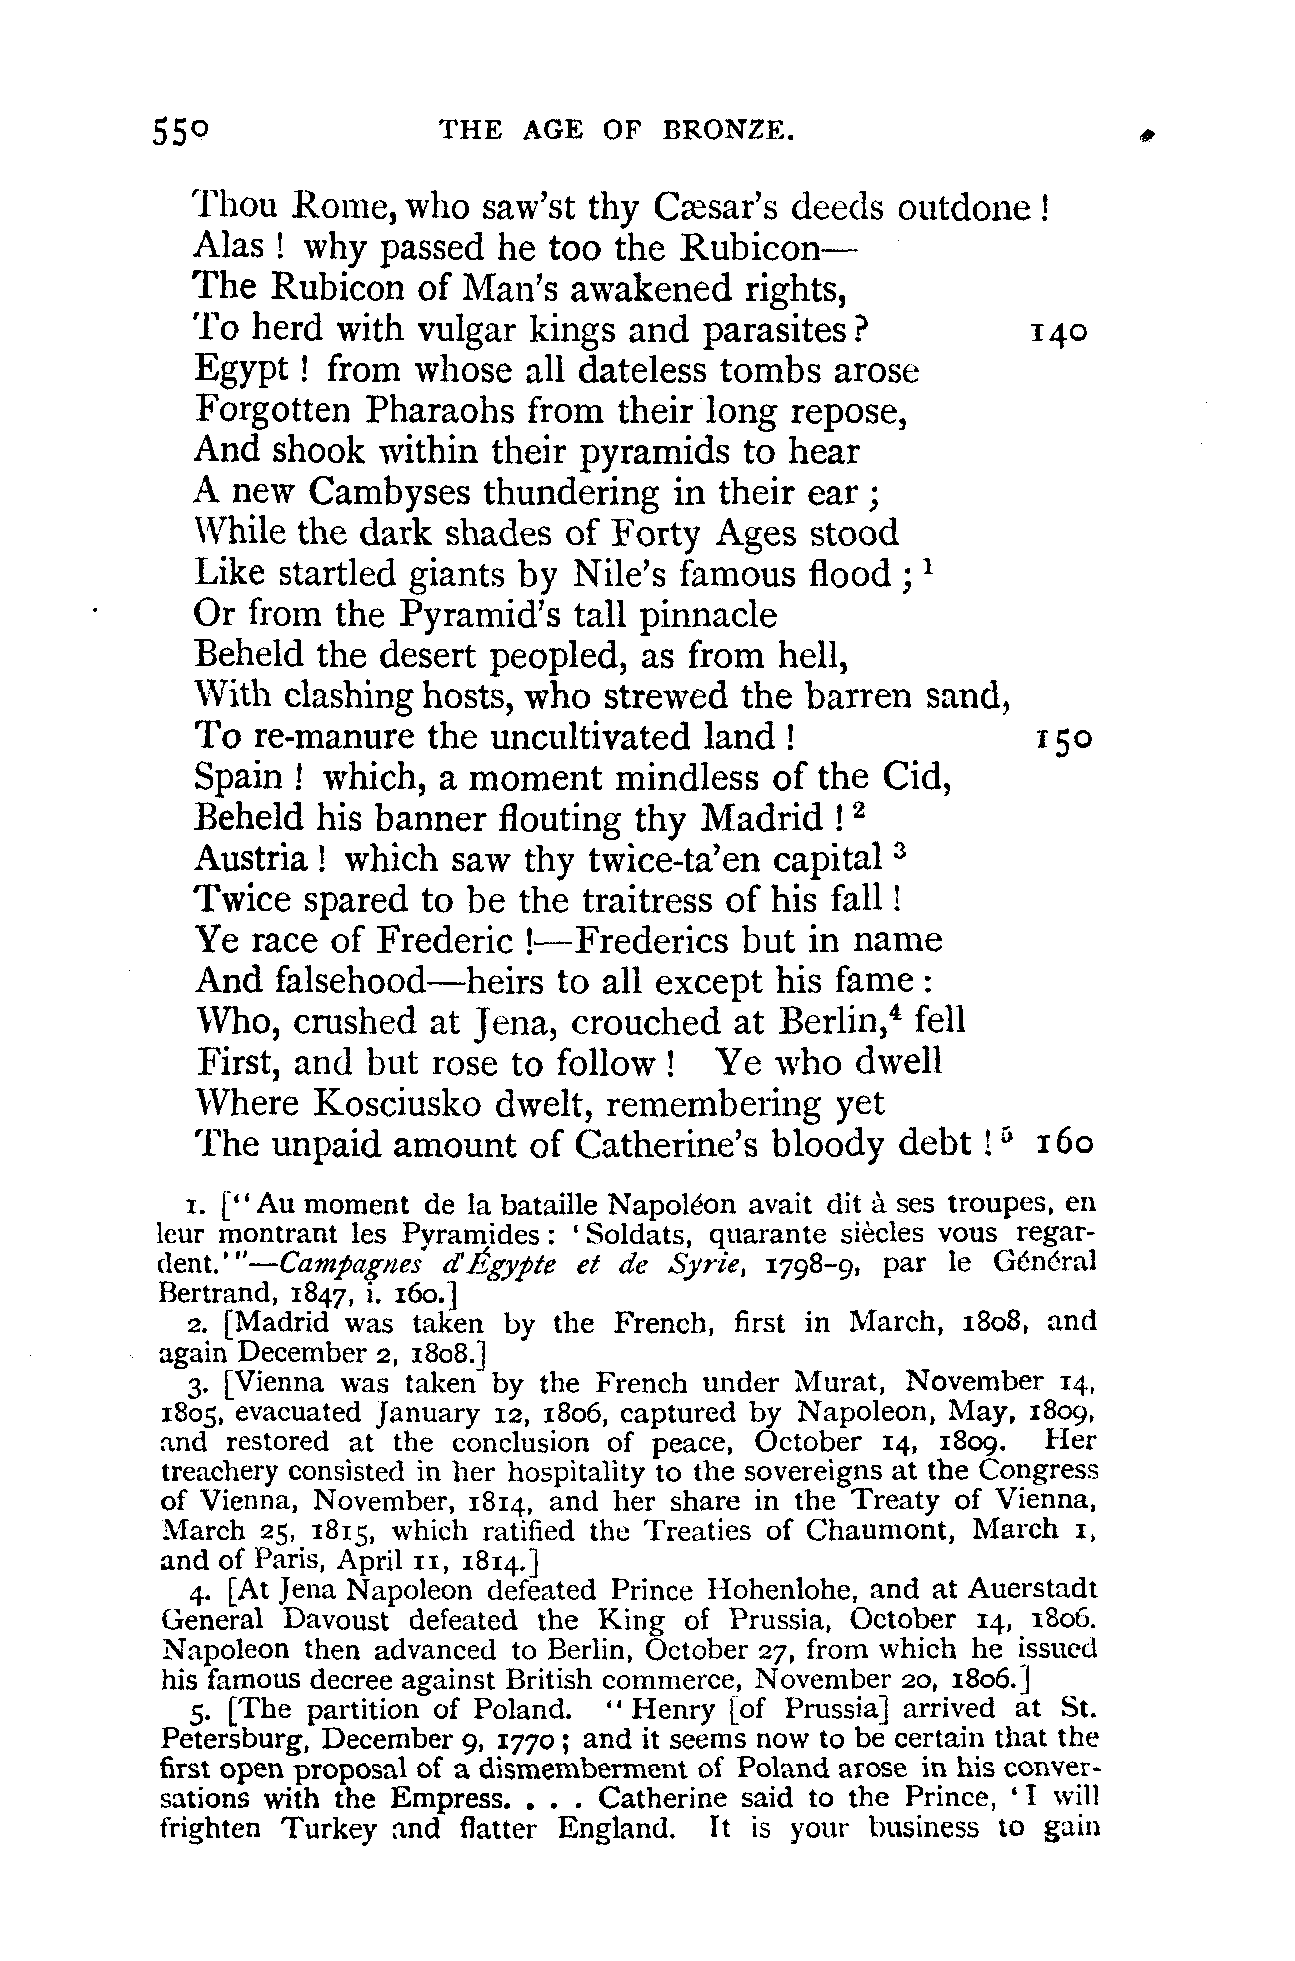 550 THE AGE OF BRONZE.
Thou Rome, who saw'st thy Cæsar's deeds outdone!
Alas! why passed he too the Rubicon—
The Rubicon of Man's awakened rights,
To herd with vulgar kings and parasites? 140
Egypt! from whose all dateless tombs arose
Forgotten Pharaohs from their long repose,
And shook within their pyramids to hear
A new Cambyses thundering in their ear;
While the dark shades of Forty Ages stood
Like startled giants by Nile's famous flood;¹
Or from the Pyramid's tall pinnacle
Beheld the desert peopled, as from hell,
With clashing hosts, who strewed the barren sand,
To re-manure the uncultivated land! 150
Spain! which, a moment mindless of the Cid,
Beheld his banner flouting thy Madrid!²
Austria! which saw thy twice-ta'en capital³
Twice spared to be the traitress of his fall!
Ye race of Frederic!—Frederics but in name
And falsehood—heirs to all except his fame:
Who, crushed at Jena, crouched at Berlin,⁴ fell
First, and but rose to follow! Ye who dwell
Where Kosciusko dwelt, remembering yet
The unpaid amount of Catherine's bloody debt!⁵ 160
1. ["Au moment de la bataille Napoléon avait dit à ses troupes, en
leur montrant les Pyramides: 'Soldats, quarante siècles vous regar-
dent.'"—Campagnes d'Égypte et de Syrie, 1798-9, par le Général
Bertrand, 1847, i. 160.]
2. [Madrid was taken by the French, first in March, 1808, and
again December 2, 1808.]
3. [Vienna was taken by the French under Murat, November 14,
1805, evacuated January 12, 1806, captured by Napoleon, May, 1809,
and restored at the conclusion of peace, October 14, 1809. Her
treachery consisted in her hospitality to the sovereigns at the Congress
of Vienna, November, 1814, and her share in the Treaty of Vienna,
March 25, 1815, which ratified the Treaties of Chaumont, March 1,
and of Paris, April 11, 1814.]
4. [At Jena Napoleon defeated Prince Hohenlohe, and at Auerstadt
General Davoust defeated the King of Prussia, October 14, 1806.
Napoleon then advanced to Berlin, October 27, from which he issued
his famous decree against British commerce, November 20, 1806.]
5. [The partition of Poland. "Henry [of Prussia] arrived at St.
Petersburg, December 9, 1770; and it seems now to be certain that the
first open proposal of a dismemberment of Poland arose in his conver-
sations with the Empress. . . . Catherine said to the Prince, 'I will
frighten Turkey and flatter England. It is your business to gain